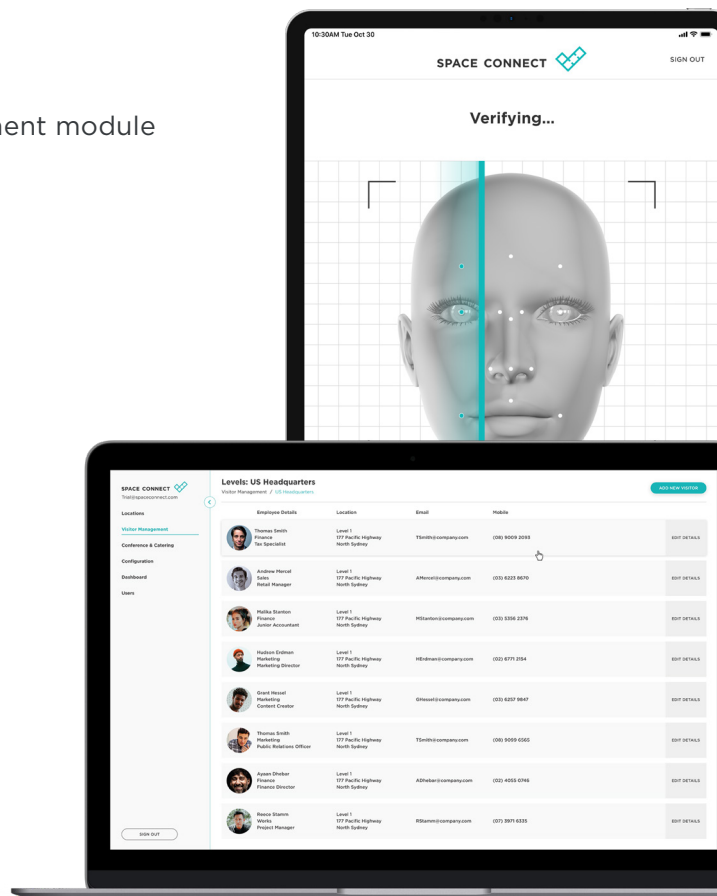 ment module
10:30AM Tue Oct 30
SPACE CONNECT
SIGN OUT
Verifying...
SPACE CONNECT
Trial@spaceconnect.com
Locations
Visitor Management
Conference & Catering
Configuration
Dashboard
Users
SIGN OUT
Levels: US Headquarters
Visitor Management / US Headquarters
ADD NEW VISITOR
Employee Details Location Email Mobile
Thomas Smith
Finance
Tax Specialist
Level 1
177 Pacific Highway
North Sydney
TSmith@company.com
(08) 9009 2093
EDIT DETAILS
Andrew Mercel
Sales
Retail Manager
Level 1
177 Pacific Highway
North Sydney
AMercel@company.com
(03) 6223 8670
EDIT DETAILS
Malika Stanton
Finance
Junior Accountant
Level 1
177 Pacific Highway
North Sydney
MStanton@company.com
(03) 5356 2376
EDIT DETAILS
Hudson Erdman
Marketing
Marketing Director
Level 1
177 Pacific Highway
North Sydney
HErdman@company.com
(02) 6771 2194
EDIT DETAILS
Grant Hessel
Marketing
Content Creator
Level 1
177 Pacific Highway
North Sydney
GHessel@company.com
(03) 6257 9847
EDIT DETAILS
Thomas Smith
Marketing
Public Relations Officer
Level 1
177 Pacific Highway
North Sydney
TSmith@company.com
(08) 9099 6565
EDIT DETAILS
Ayaan Dhebar
Finance
Finance Director
Level 1
177 Pacific Highway
North Sydney
ADhebar@company.com
(02) 4055 0746
EDIT DETAILS
Reece Stamm
Works
Project Manager
Level 1
177 Pacific Highway
North Sydney
RStamm@company.com
(07) 3971 6335
EDIT DETAILS